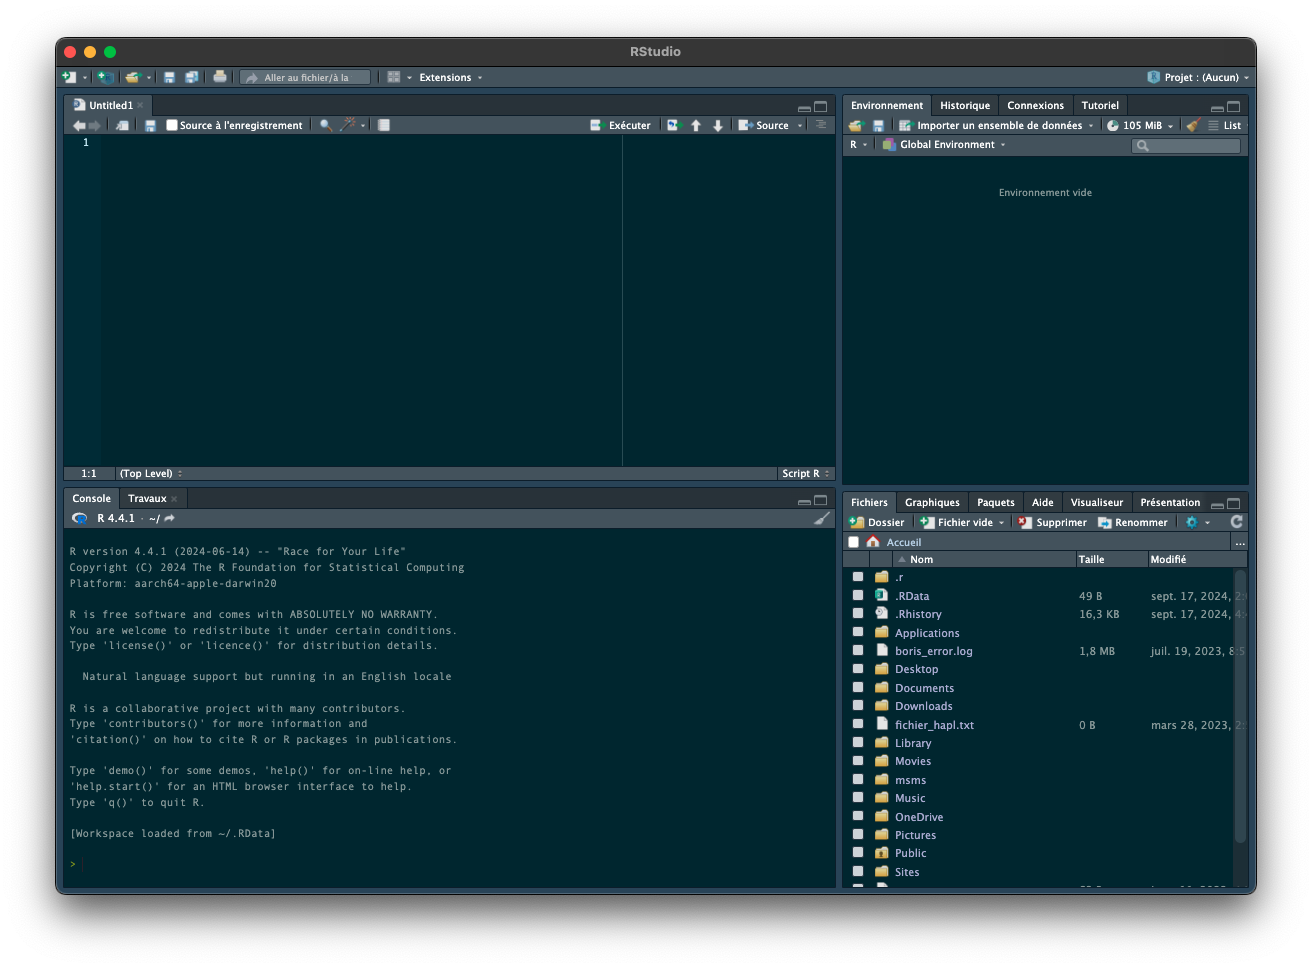 RStudio
Aller au fichier/à la
Extensions
Projet : (Aucun)
Untitled1
Source à l'enregistrement
Exécuter
Source
1
1:1
(Top Level)
Script R
Console
Travaux
R 4.4.1 · ~/
R version 4.4.1 (2024-06-14) -- "Race for Your Life"
Copyright (C) 2024 The R Foundation for Statistical Computing
Platform: aarch64-apple-darwin20
R is free software and comes with ABSOLUTELY NO WARRANTY.
You are welcome to redistribute it under certain conditions.
Type 'license()' or 'licence()' for distribution details.
Natural language support but running in an English locale
R is a collaborative project with many contributors.
Type 'contributors()' for more information and
'citation()' on how to cite R or R packages in publications.
Type 'demo()' for some demos, 'help()' for on-line help, or
'help.start()' for an HTML browser interface to help.
Type 'q()' to quit R.
[Workspace loaded from ~/.RData]
>
Environnement
Historique
Connexions
Tutoriel
Importer un ensemble de données
105 MiB
List
R
Global Environment
Environnement vide
Fichiers
Graphiques
Paquets
Aide
Visualiseur
Présentation
Dossier
Fichier vide
Supprimer
Renommer
Accueil
...
Nom Taille Modifié
.r
.RData 49 B sept. 17, 2024,
.Rhistory 16,3 KB sept. 17, 2024,
Applications
boris_error.log 1,8 MB juil. 19, 2023,
Desktop
Documents
Downloads
fichier_hapl.txt 0 B mars 28, 2023,
Library
Movies
msms
Music
OneDrive
Pictures
Public
Sites